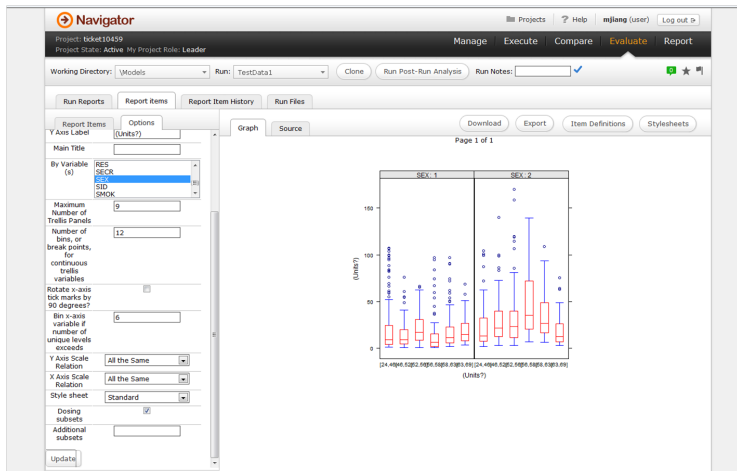 Navigator
Projects ? Help mjiang (user) Log out
Project: ticket10439
Project State: Active My Project Role: Leader
Manage Execute Compare Evaluate Report
Working Directory: \Models Run: TestData1 Clone Run Post-Run Analysis Run Notes: 0
Run Reports Report items Report Item History Run Files
Report Items Options
Graph Source Download Export Item Definitions Stylesheets
Y Axis Label (Units?)
Main Title
By Variable
(s)
RES
SECR
SEX
SID
SMOK
Maximum
Number of
Trellis Panels
9
Number of
bins, or
break points,
for
continuous
trellis
variables
12
Rotate x-axis
tick marks by
90 degrees?
Bin x-axis
variable if
number of
unique levels
exceeds
6
Y Axis Scale
Relation
All the Same
X Axis Scale
Relation
All the Same
Style sheet Standard
Dosing
subsets
Additional
subsets
Update
Page 1 of 1
SEX: 1 SEX: 2
150
100
50
0
(Units?)
(Units?)